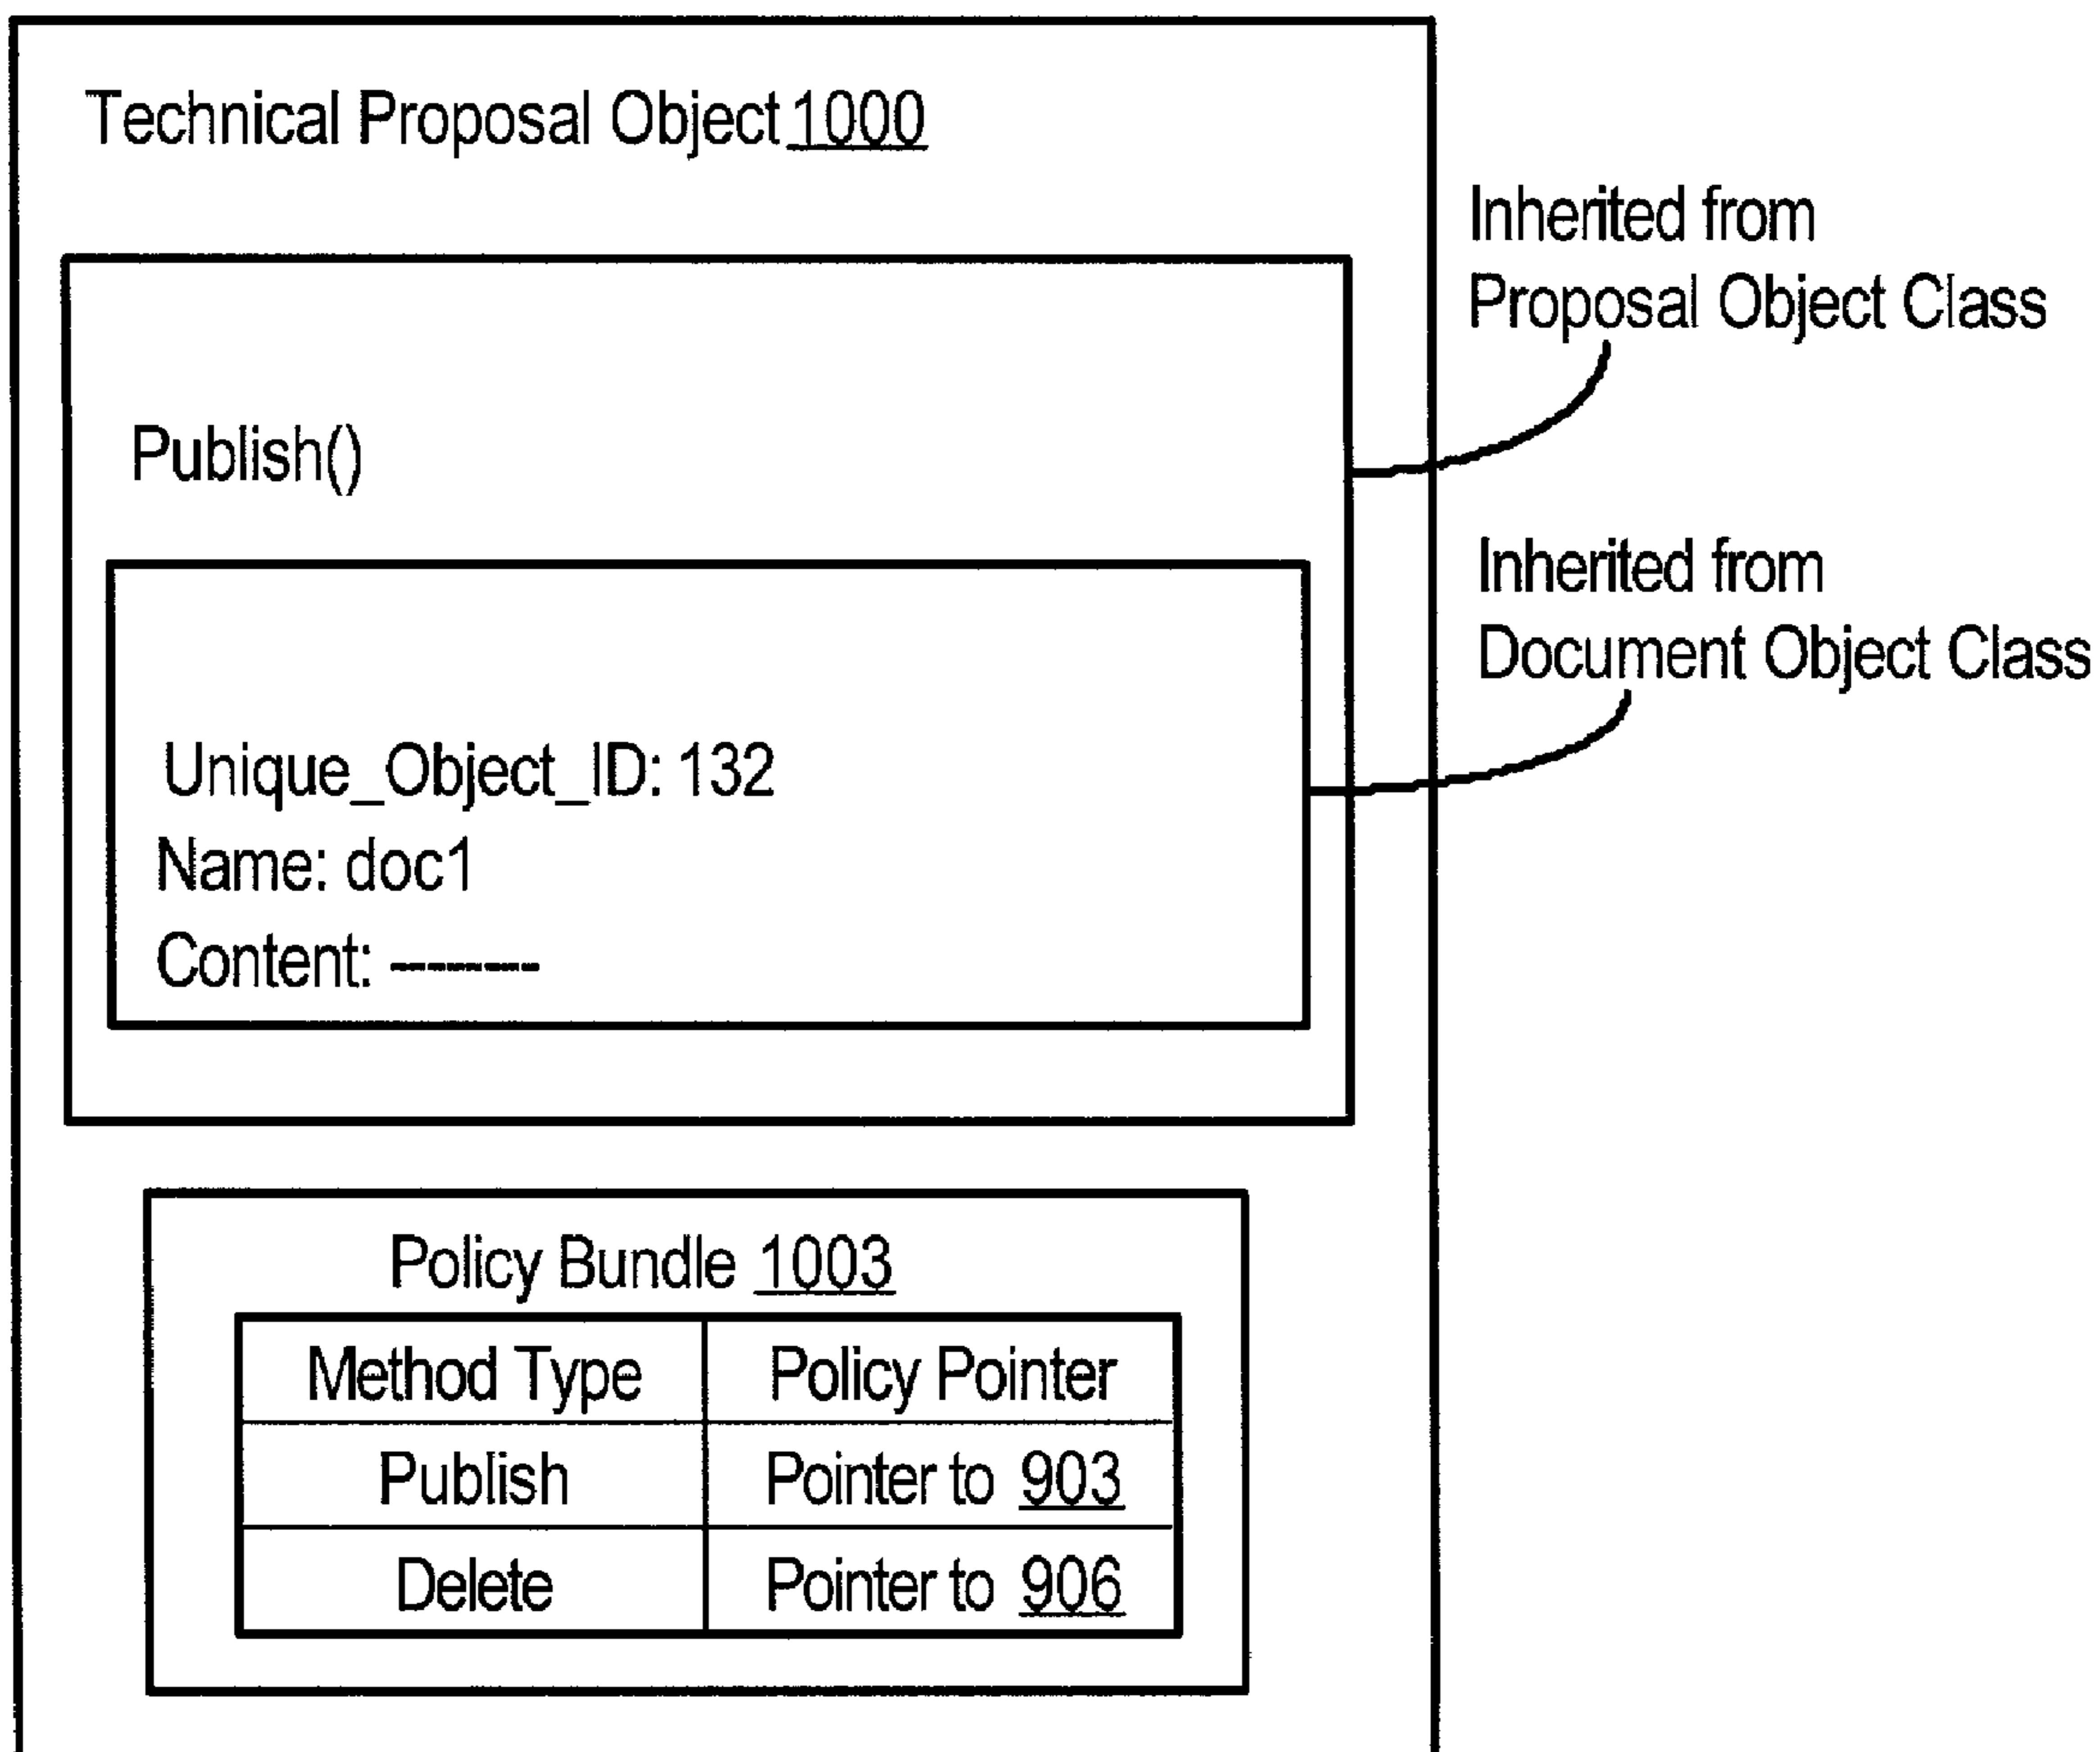 Technical Proposal Object 1000
Inherited from
Proposal Object Class
Publish()
Inherited from
Document Object Class
Unique_Object_ID: 132
Name: doc1
Content: --------
Policy Bundle 1003
Method Type Policy Pointer
Publish Pointer to 903
Delete Pointer to 906